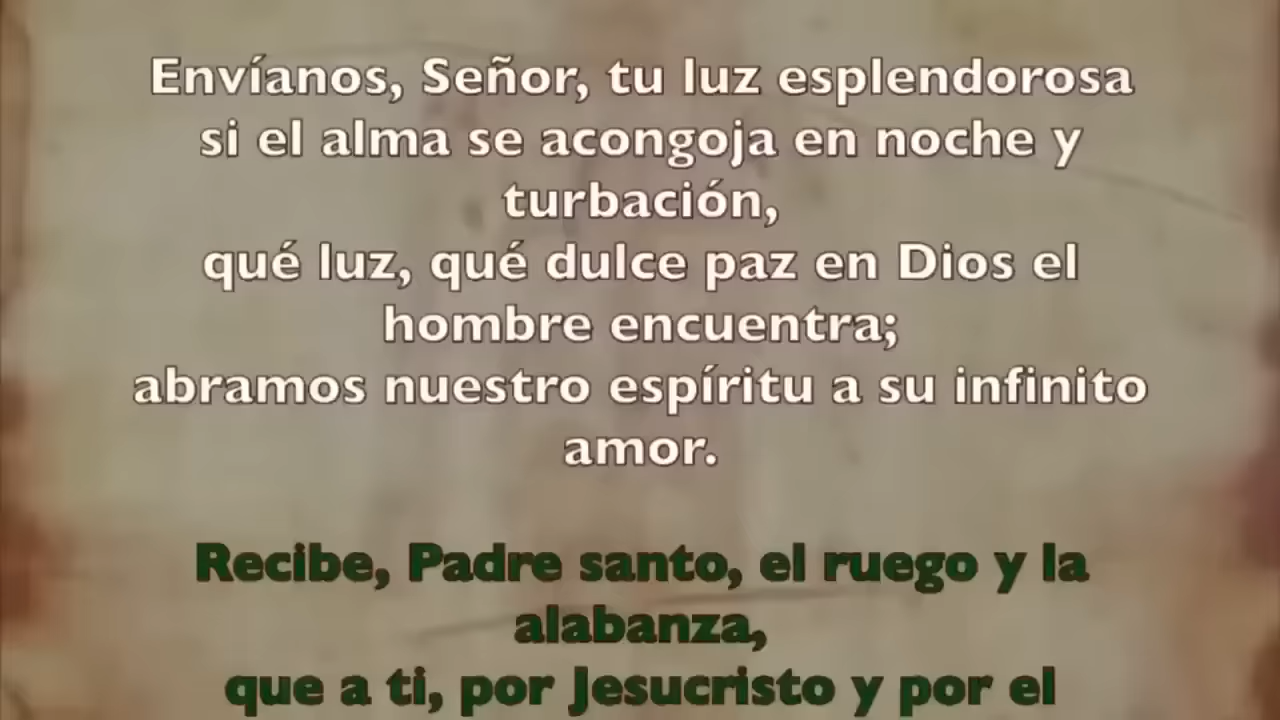 Envíanos, Señor, tu luz esplendorosa
si el alma se acongoja en noche y
turbación,
qué luz, qué dulce paz en Dios el
hombre encuentra;
abramos nuestro espíritu a su infinito
amor.
Recibe, Padre santo, el ruego y la
alabanza,
que a ti, por Jesucristo y por el